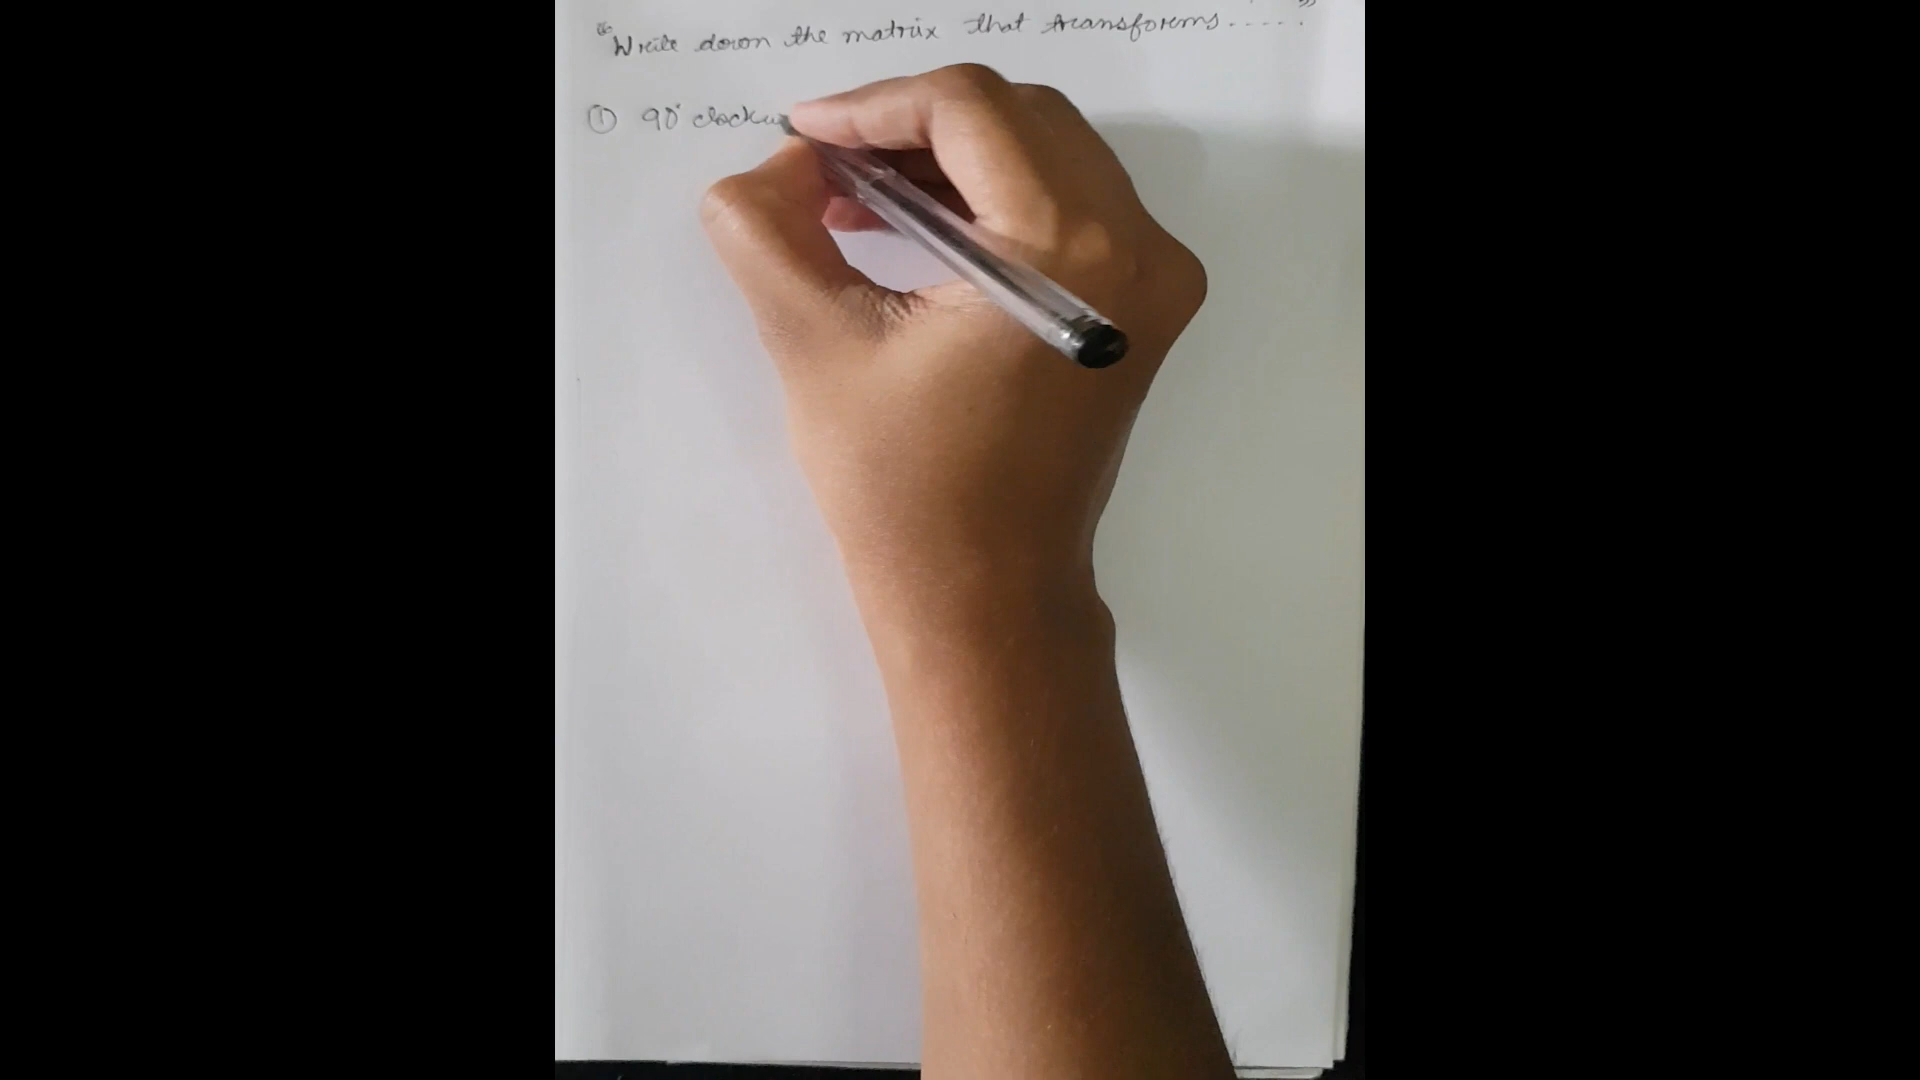 "Write down the matrix that transforms....."
① 90° clockw